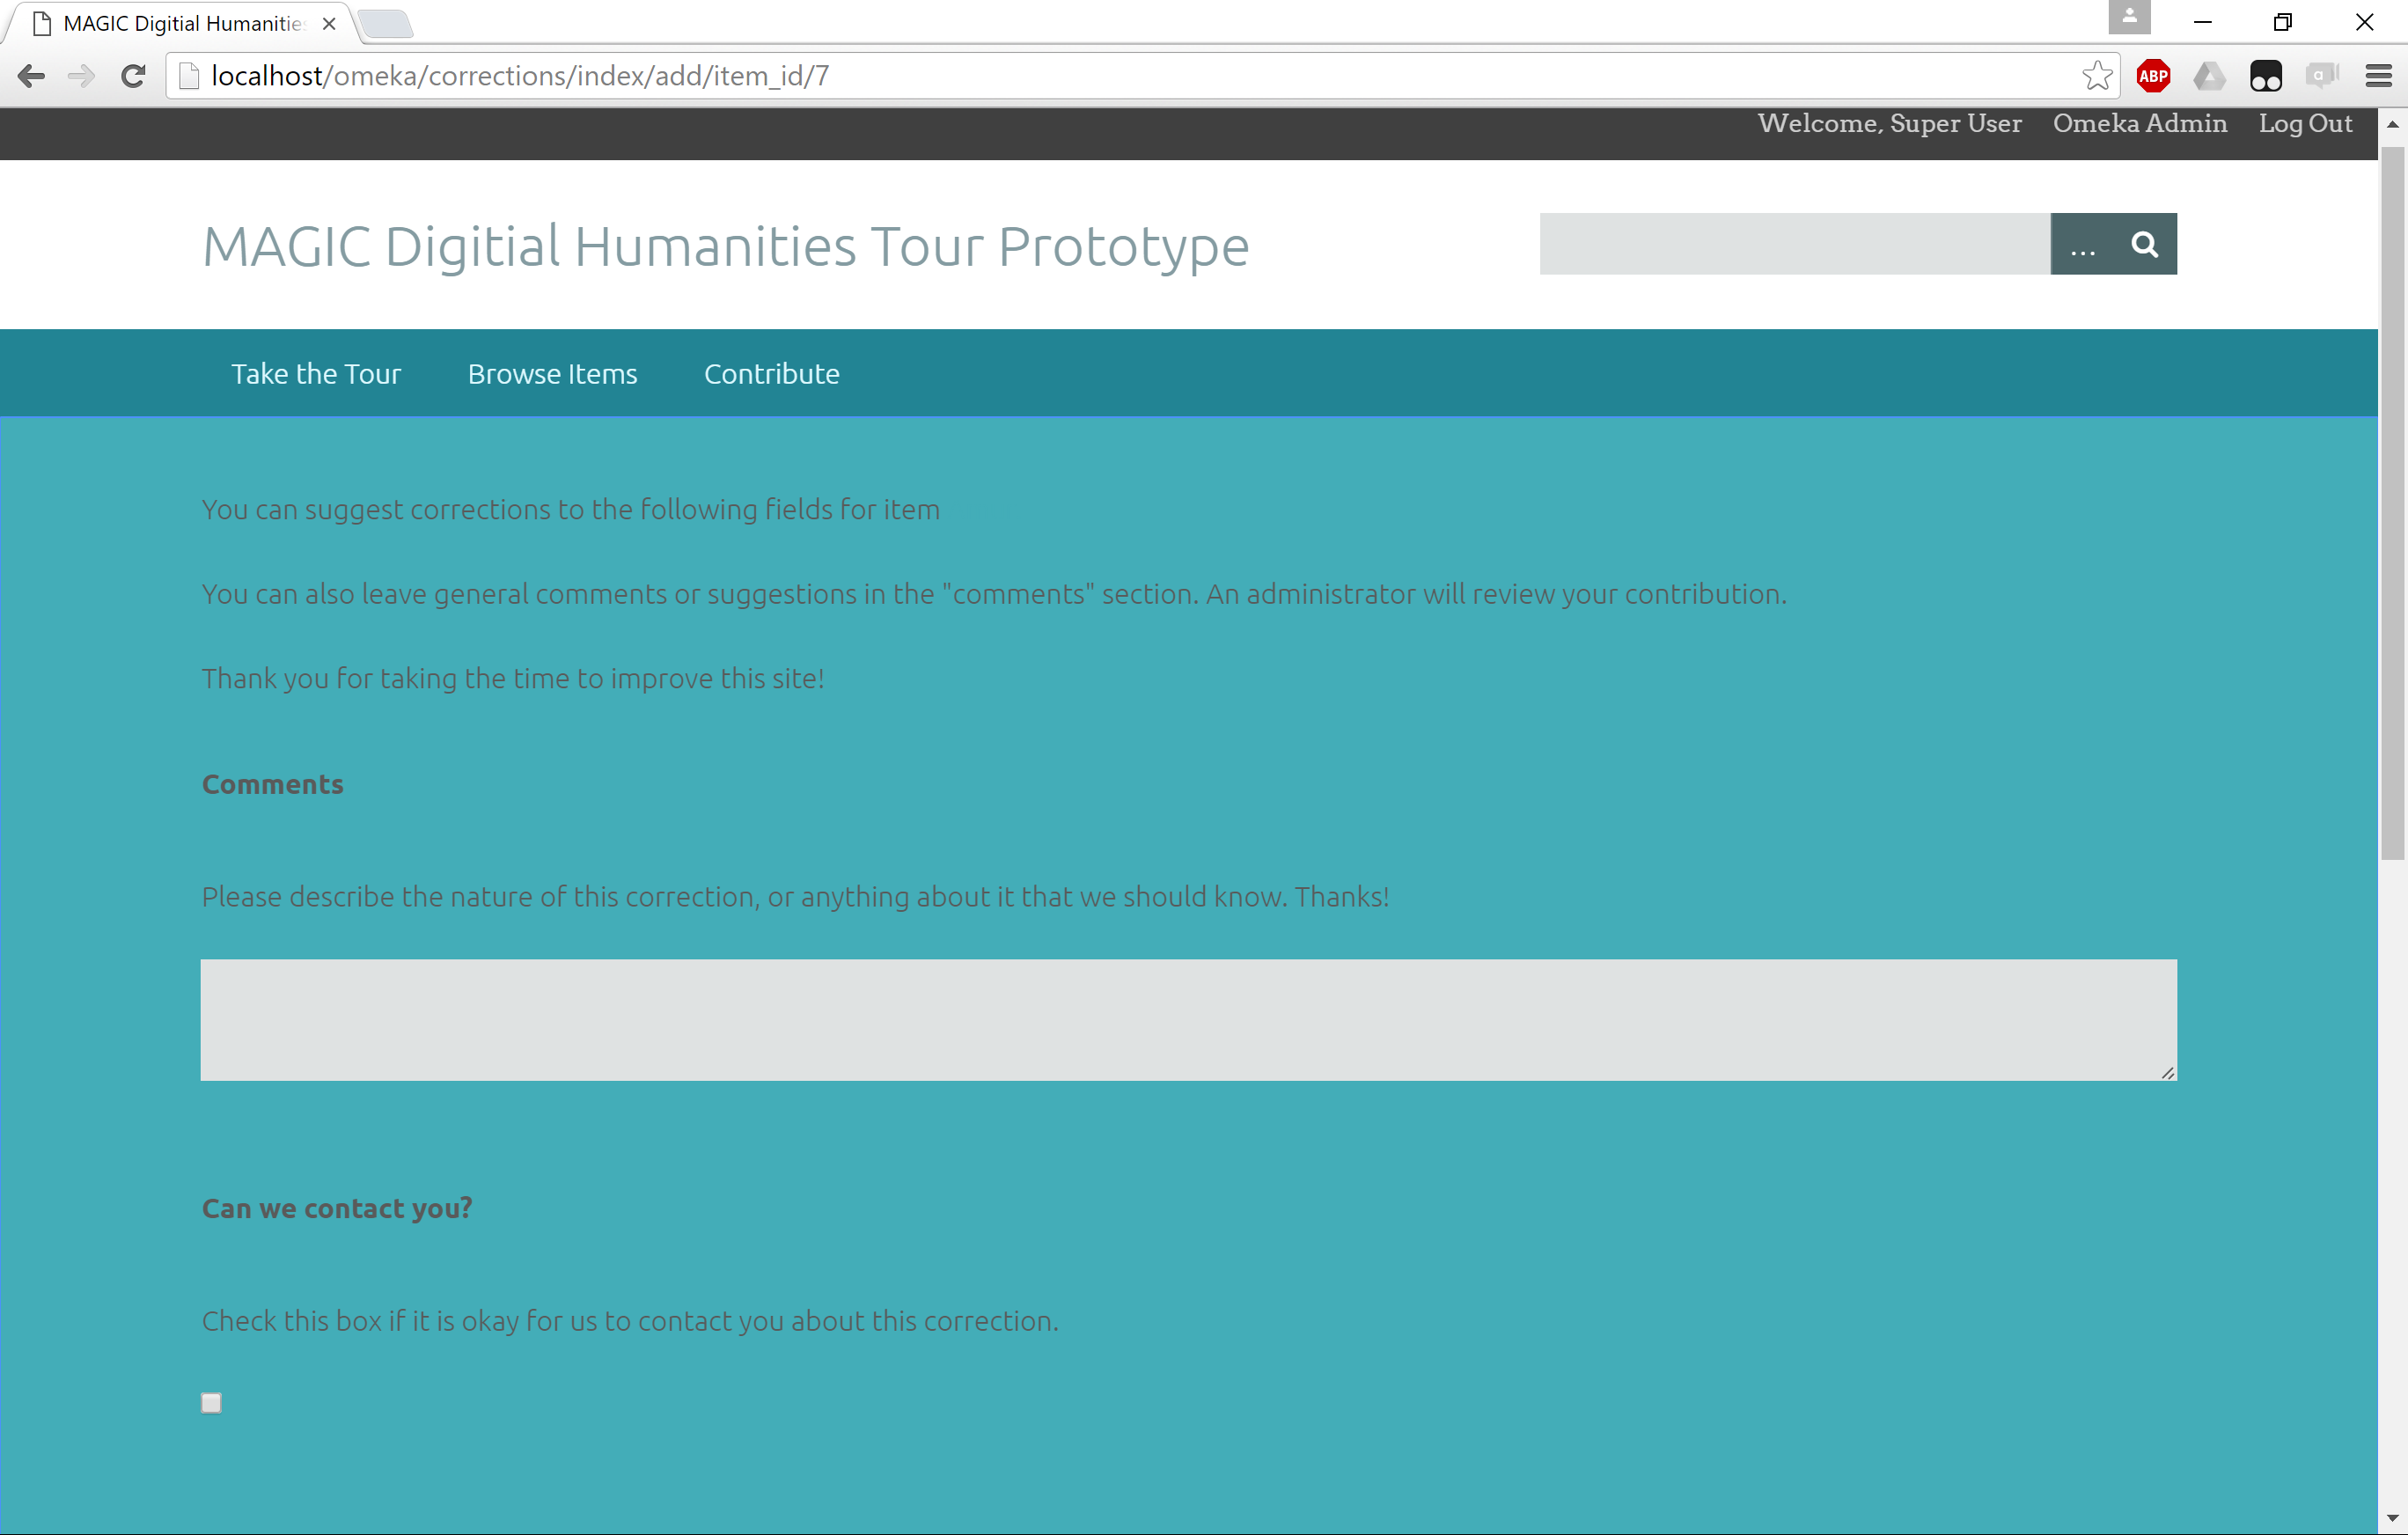 MAGIC Digitial Humanities
localhost/omeka/corrections/index/add/item_id/7
ABP
a
Welcome, Super User Omeka Admin Log Out
MAGIC Digitial Humanities Tour Prototype
...
Take the Tour Browse Items Contribute
You can suggest corrections to the following fields for item
You can also leave general comments or suggestions in the "comments" section. An administrator will review your contribution.
Thank you for taking the time to improve this site!
Comments
Please describe the nature of this correction, or anything about it that we should know. Thanks!
Can we contact you?
Check this box if it is okay for us to contact you about this correction.